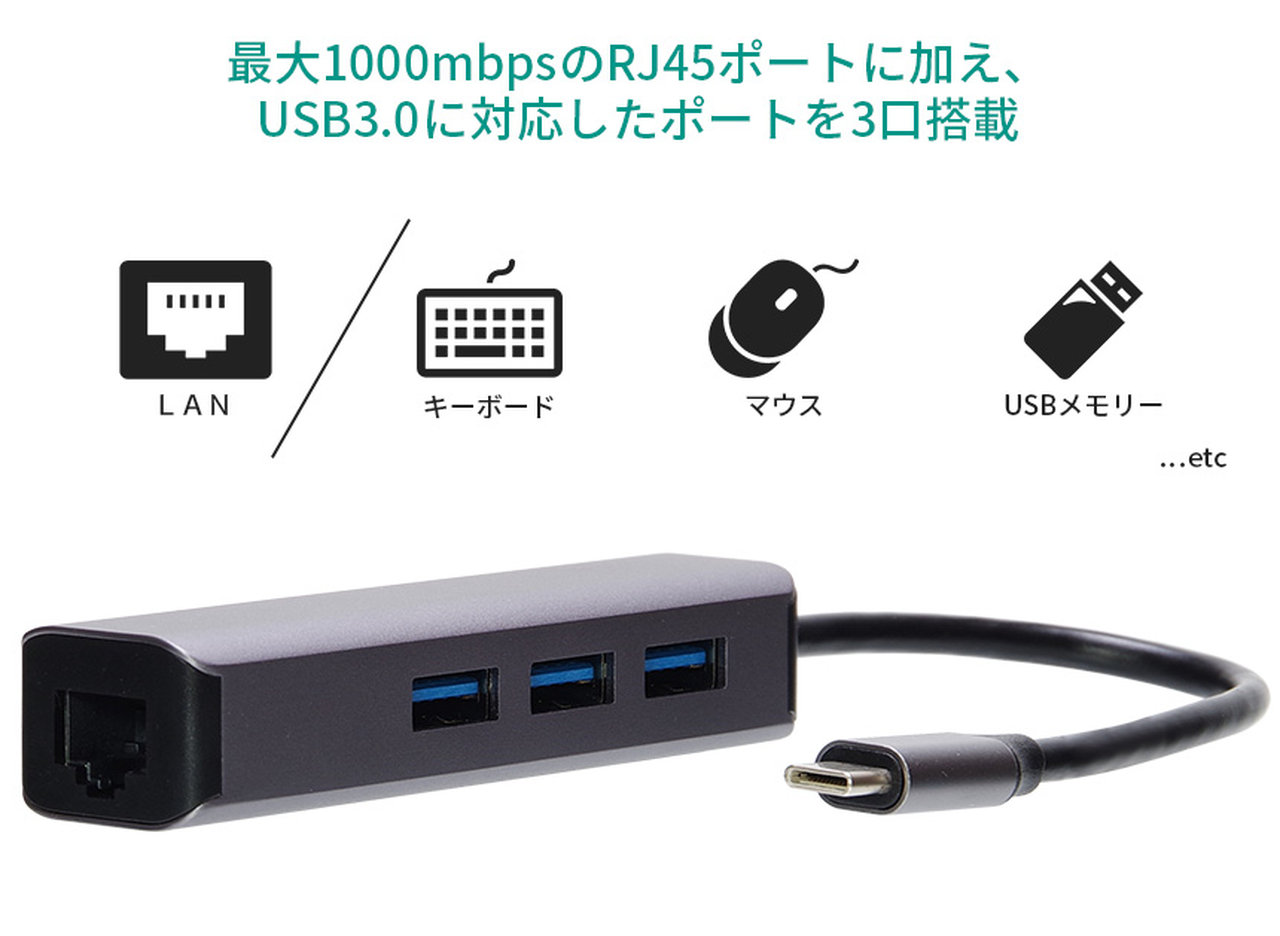 最大1000mbpsのRJ45ポートに加え、
USB3.0に対応したポートを3口搭載
LAN
キーボード
マウス
USBメモリー
...etc